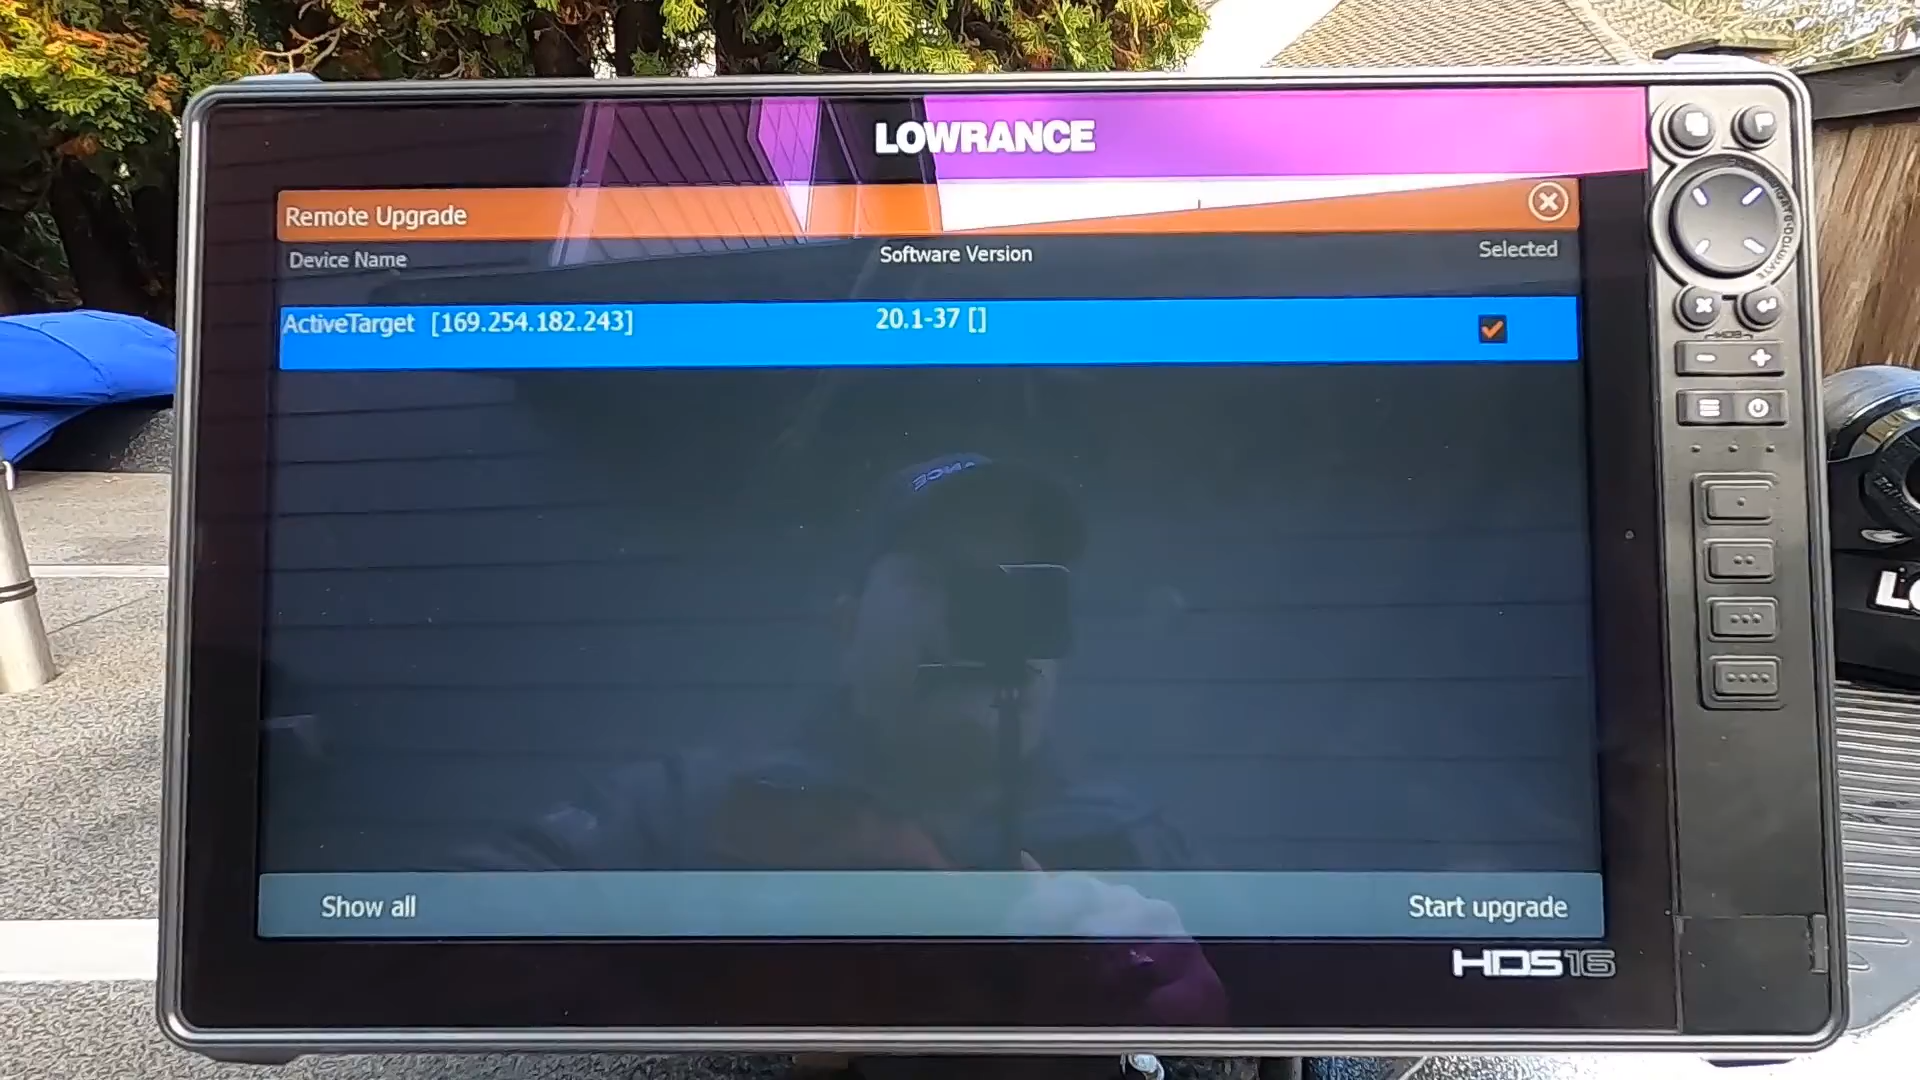 LOWRANCE
Remote Upgrade
Device Name Software Version Selected
ActiveTarget [169.254.182.243] 20.1-37 []
Show all Start upgrade
HDS16
MOB